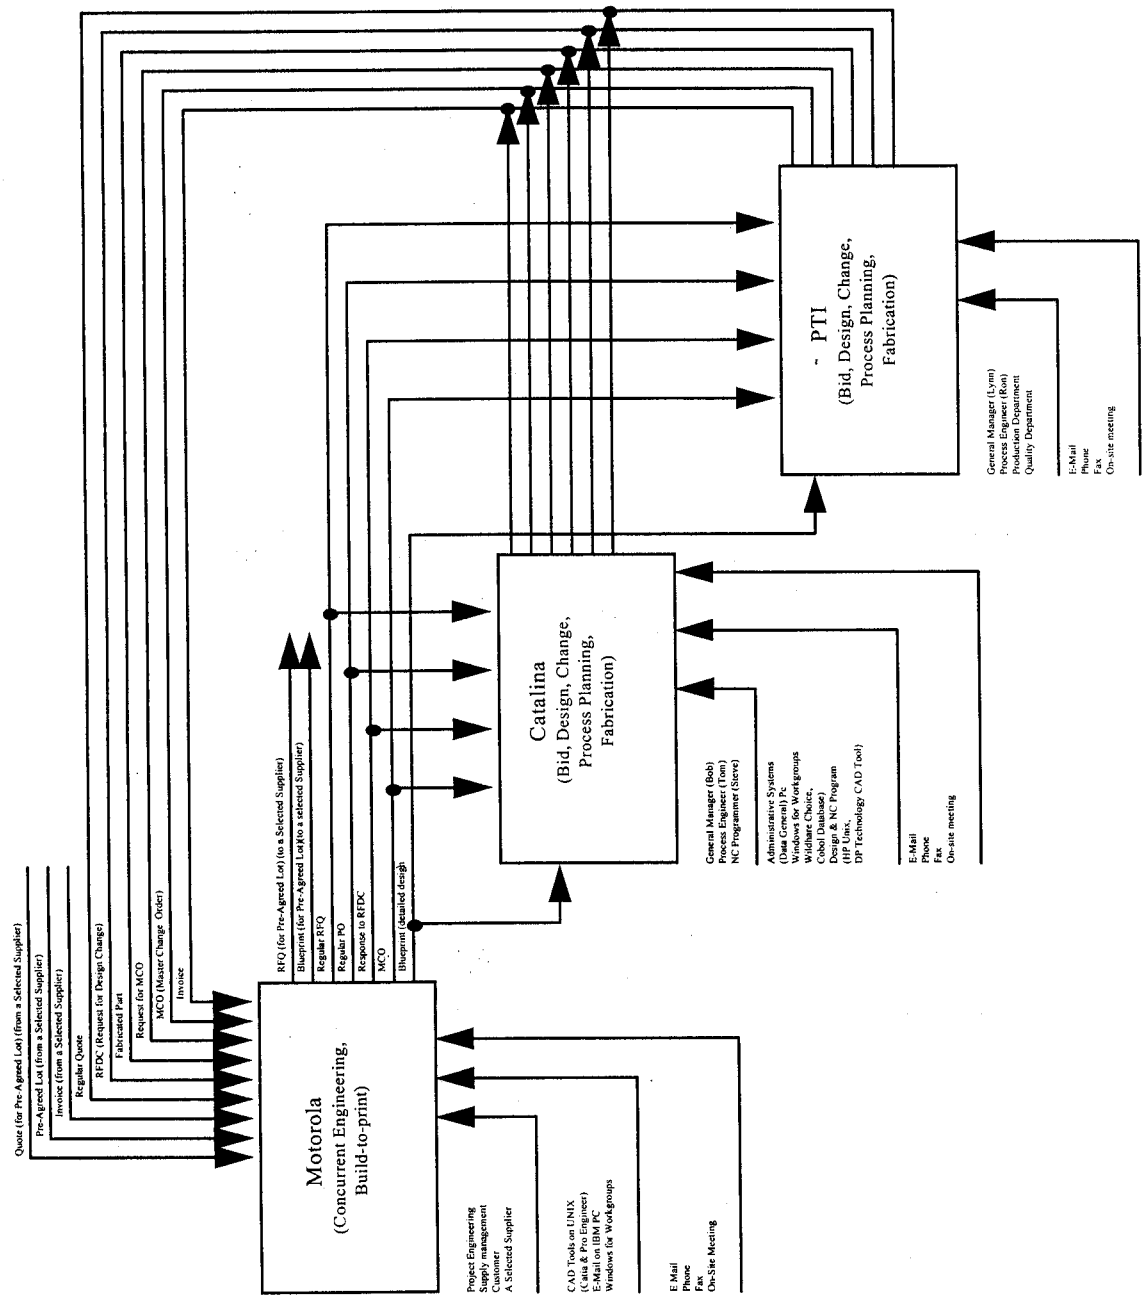 Quote (for Pre-Agreed Lot) (from a Selected Supplier)
Pre-Agreed Lot (from a Selected Supplier)
Invoice (from a Selected Supplier)
Regular Quote
RFDC (Request for Design Change)
Fabricated Part
Request for MCO
MCO (Master Change Order)
Invoice
Motorola
(Concurrent Engineering,
Build-to-print)
Project Engineering
Supply management
Customer
A Selected Supplier
CAD Tools on UNIX
(Catia & Pro Engineer)
E-Mail on IBM PC
Windows for Workgroups
E Mail
Phone
Fax
On-Site Meeting
RFQ (for Pre-Agreed Lot) (to a Selected Supplier)
Blueprint (for Pre-Agreed Lot)(to a selected Supplier)
Regular RFQ
Regular PO
Response to RFDC
MCO
Blueprint (detailed design)
Catalina
(Bid, Design, Change,
Process Planning,
Fabrication)
General Manager (Bob)
Process Engineer (Tom)
NC Programmer (Steve)
Administrative Systems
(Data General) Pc
Windows for Workgroups
Wildhare Choice,
Cobol Database)
Design & NC Program
(HP Unix,
DP Technology CAD Tool)
E-Mail
Phone
Fax
On-site meeting
- PTI
(Bid, Design, Change,
Process Planning,
Fabrication)
General Manager (Lynn)
Process Engineer (Ron)
Production Department
Quality Department
E-Mail
Phone
Fax
On-site meeting